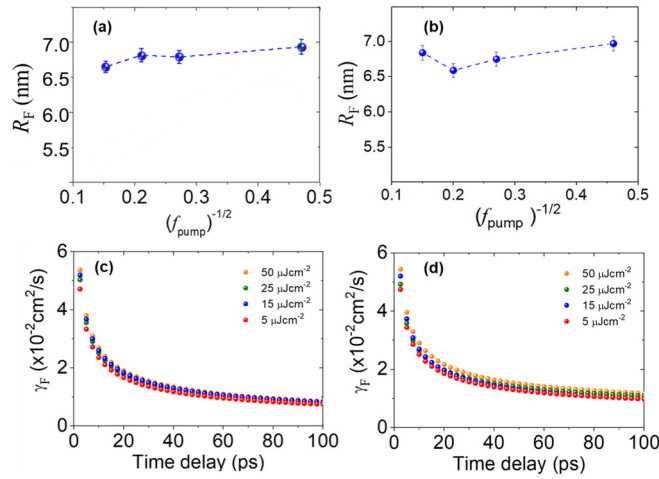 (a)
7.0
6.5
6.0
5.5
R_F (nm)
0.1 0.2 0.3 0.4 0.5
(f_pump)^-1/2
(b)
7.0
6.5
6.0
5.5
R_F (nm)
0.1 0.2 0.3 0.4 0.5
(f_pump)^-1/2
(c)
50 μJcm^-2
25 μJcm^-2
15 μJcm^-2
5 μJcm^-2
6
4
2
0
γ_F (x10^-2cm^2/s)
0 20 40 60 80 100
Time delay (ps)
(d)
50 μJcm^-2
25 μJcm^-2
15 μJcm^-2
5 μJcm^-2
6
4
2
0
γ_F (x10^-2cm^2/s)
0 20 40 60 80 100
Time delay (ps)